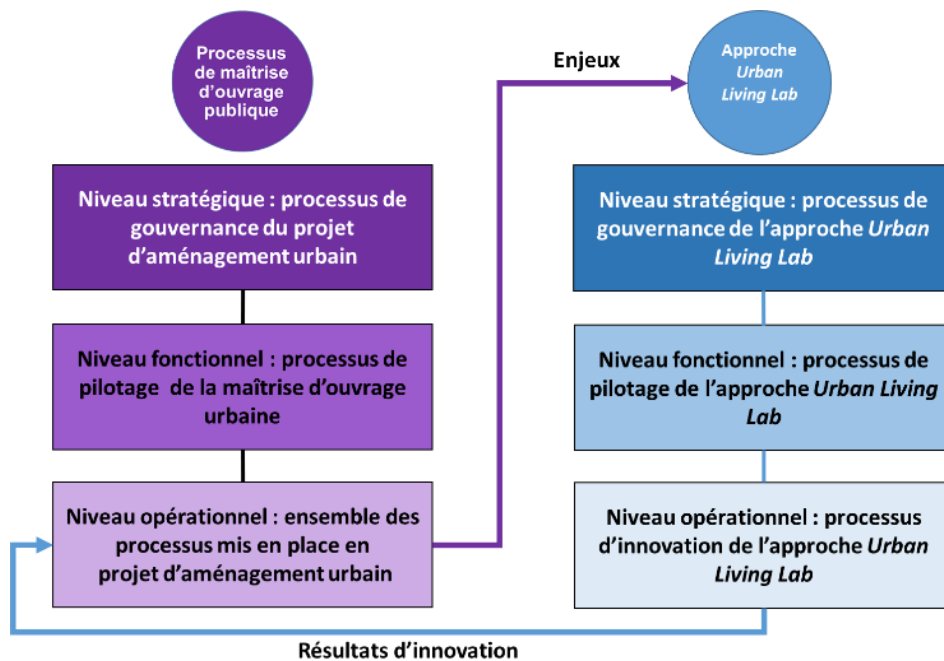 Processus
de maîtrise
d'ouvrage
publique
Enjeux
Approche
Urban
Living Lab
Niveau stratégique : processus de
gouvernance du projet
d'aménagement urbain
Niveau stratégique : processus de
gouvernance de l'approche Urban
Living Lab
Niveau fonctionnel : processus de
pilotage de la maîtrise d'ouvrage
urbaine
Niveau fonctionnel : processus de
pilotage de l'approche Urban Living
Lab
Niveau opérationnel : ensemble des
processus mis en place en
projet d'aménagement urbain
Niveau opérationnel : processus
d'innovation de l'approche Urban
Living Lab
Résultats d'innovation